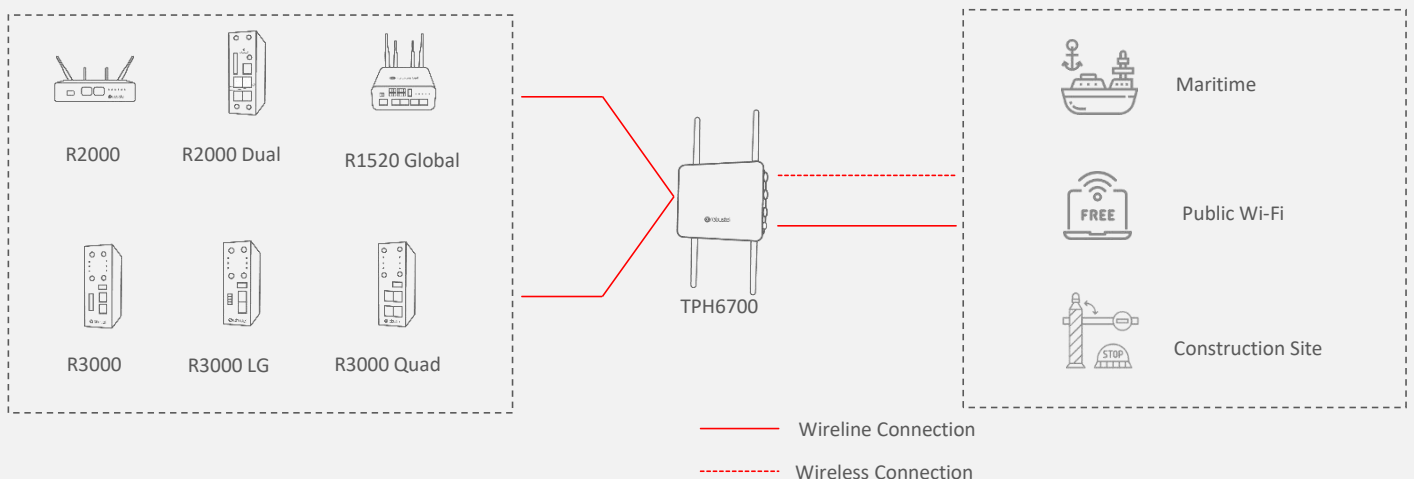 R2000
R2000 Dual
R1520 Global
R3000
R3000 LG
R3000 Quad
TPH6700
Maritime
FREE
Public Wi-Fi
STOP
Construction Site
Wireline Connection
Wireless Connection